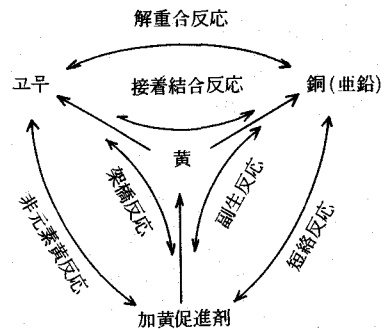 解重合反応
고무
接着結合反応
銅(亜鉛)
黄
架橋反応
副生反応
非元素黄反応
短絡反応
加黄促進剤